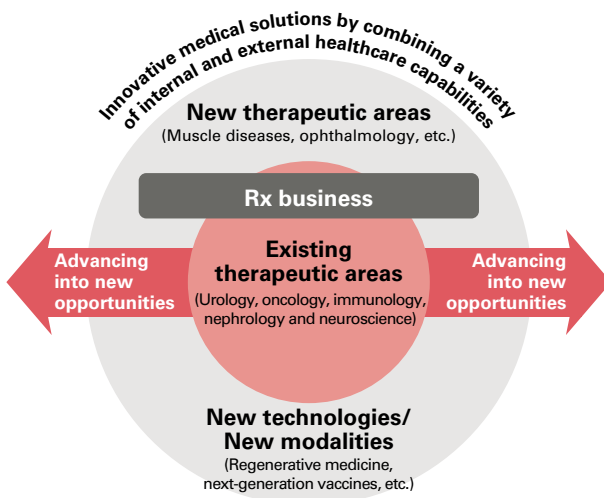 Innovative medical solutions by combining a variety
of internal and external healthcare capabilities
New therapeutic areas
(Muscle diseases, ophthalmology, etc.)
Rx business
Advancing
into new
opportunities
Existing
therapeutic areas
(Urology, oncology, immunology,
nephrology and neuroscience)
Advancing
into new
opportunities
New technologies/
New modalities
(Regenerative medicine,
next-generation vaccines, etc.)